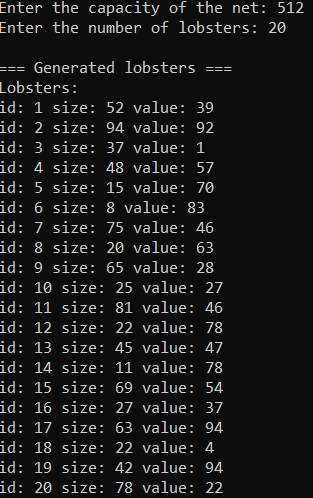 Enter the capacity of the net: 512
Enter the number of lobsters: 20
=== Generated lobsters ===
Lobsters:
id: 1 size: 52 value: 39
id: 2 size: 94 value: 92
id: 3 size: 37 value: 1
id: 4 size: 48 value: 57
id: 5 size: 15 value: 70
id: 6 size: 8 value: 83
id: 7 size: 75 value: 46
id: 8 size: 20 value: 63
id: 9 size: 65 value: 28
id: 10 size: 25 value: 27
id: 11 size: 81 value: 46
id: 12 size: 22 value: 78
id: 13 size: 45 value: 47
id: 14 size: 11 value: 78
id: 15 size: 69 value: 54
id: 16 size: 27 value: 37
id: 17 size: 63 value: 94
id: 18 size: 22 value: 4
id: 19 size: 42 value: 94
id: 20 size: 78 value: 22